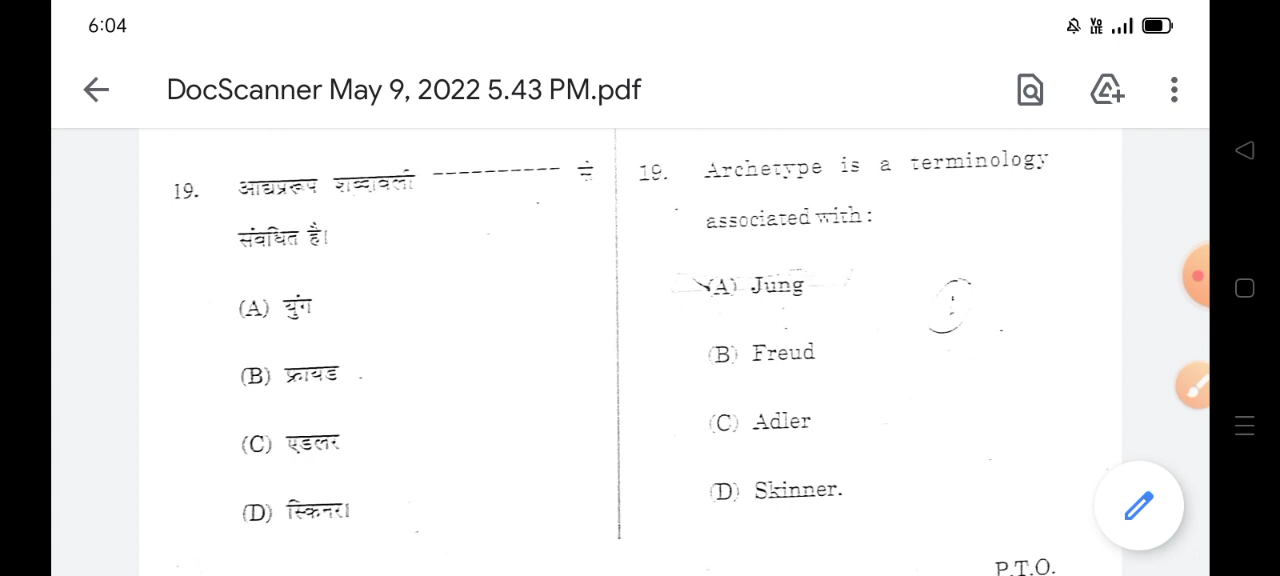 6:04
DocScanner May 9, 2022 5.43 PM.pdf
19. आद्यप्ररूप शब्दावली ---------- से
संबधित है।
(A) युंग
(B) फ्रायड
(C) एडलर
(D) स्किनर।
19. Archetype is a terminology
associated with :
(A) Jung
(B) Freud
(C) Adler
(D) Skinner.
P.T.O.